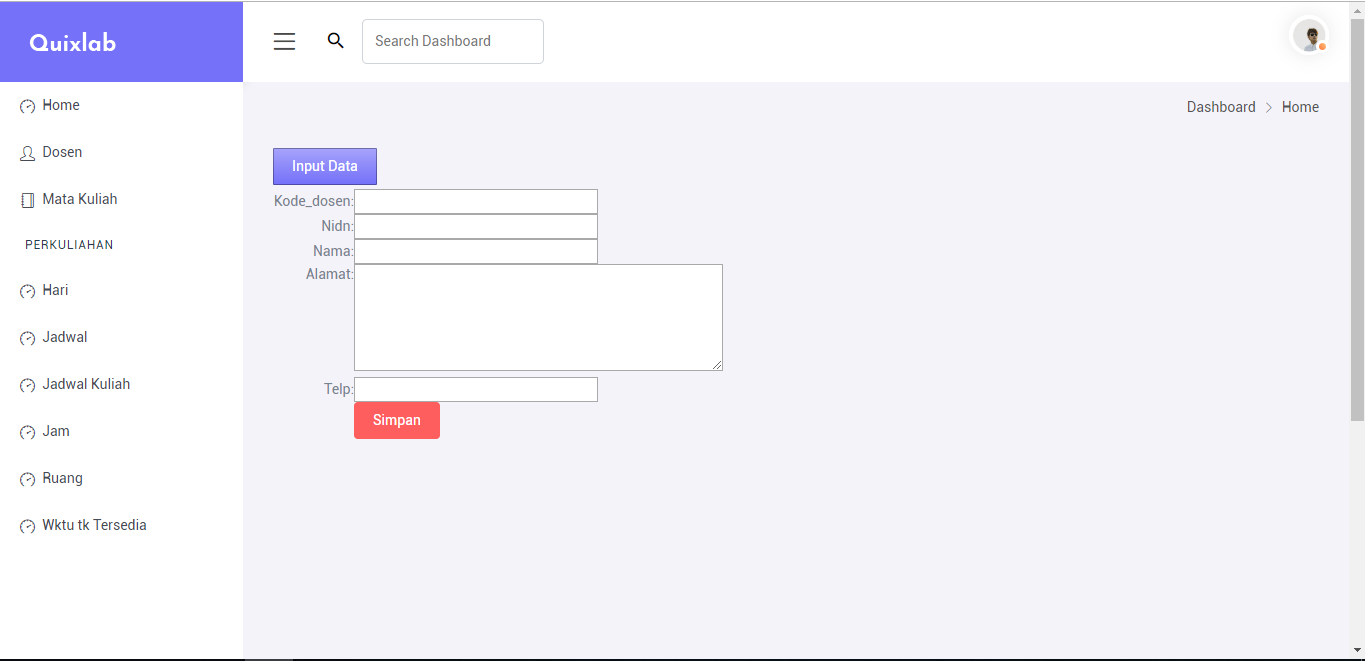 Quixlab
Search Dashboard
Home
Dosen
Mata Kuliah
PERKULIAHAN
Hari
Jadwal
Jadwal Kuliah
Jam
Ruang
Wktu tk Tersedia
Dashboard > Home
Input Data
Kode_dosen:
Nidn:
Nama:
Alamat:
Telp:
Simpan